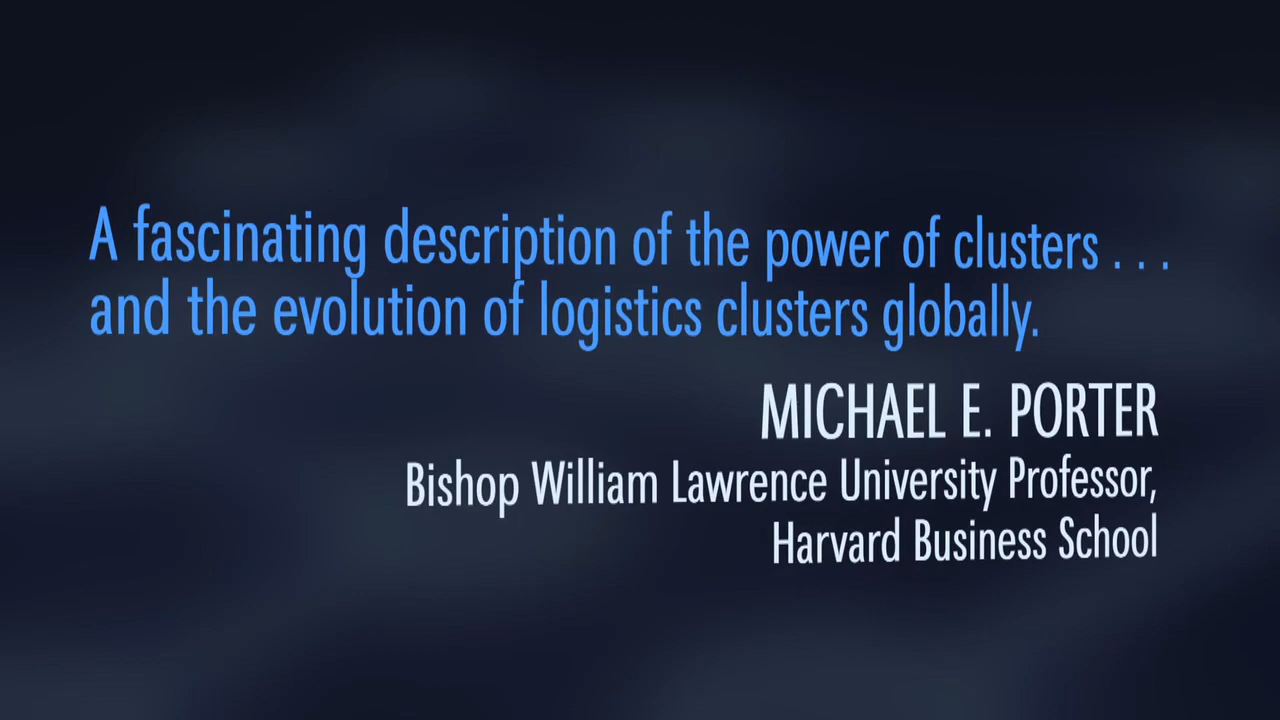 A fascinating description of the power of clusters . . .
and the evolution of logistics clusters globally.
MICHAEL E. PORTER
Bishop William Lawrence University Professor,
Harvard Business School